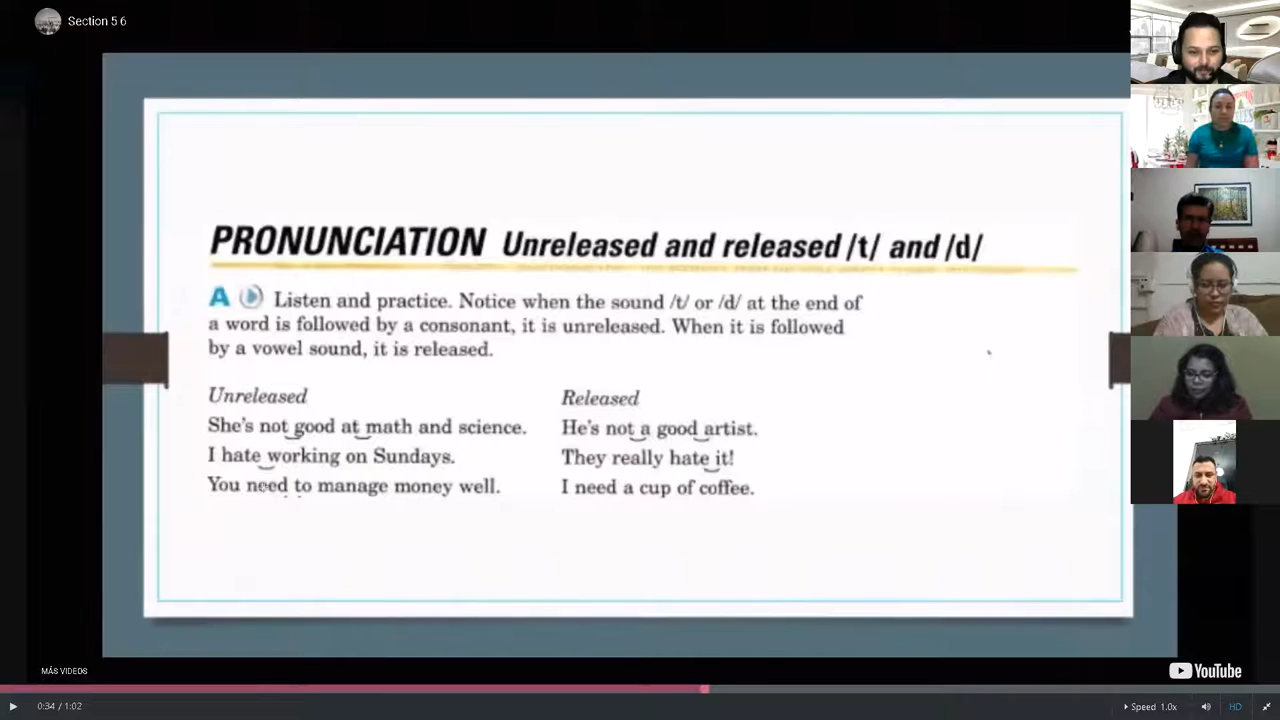 Section 5 6
PRONUNCIATION Unreleased and released /t/ and /d/
A Listen and practice. Notice when the sound /t/ or /d/ at the end of
a word is followed by a consonant, it is unreleased. When it is followed
by a vowel sound, it is released.
Unreleased
She's not good at math and science.
I hate working on Sundays.
You need to manage money well.
Released
He's not a good artist.
They really hate it!
I need a cup of coffee.
MÁS VIDEOS
YouTube
0:34 / 1:02
Speed 1.0x
HD